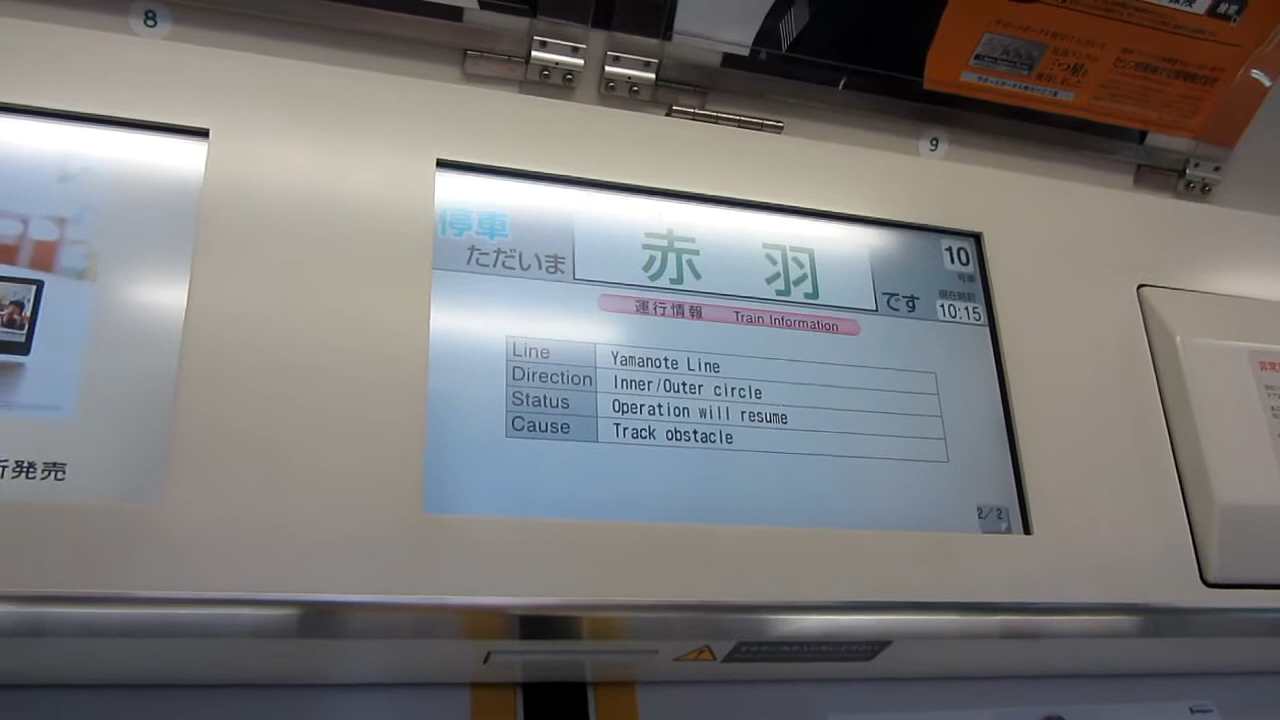 8
9
停車
ただいま
赤羽
です
10
号車
現在時刻
10:15
運行情報 Train Information
Line Yamanote Line
Direction Inner/Outer circle
Status Operation will resume
Cause Track obstacle
2/2
新発売